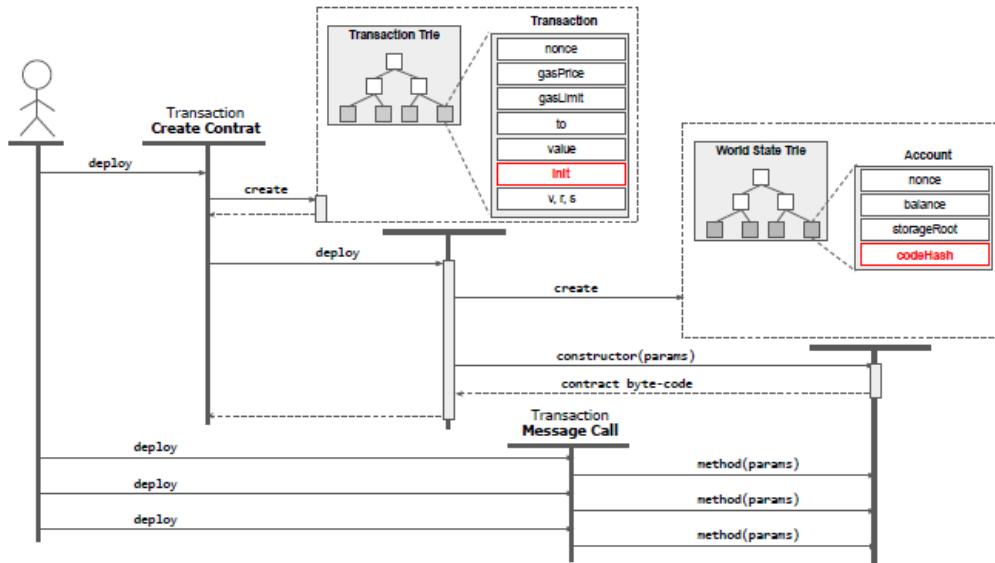 Transaction
Transaction Trie
nonce
gasPrice
gasLimit
to
value
init
v, r, s
Transaction
Create Contrat
deploy
create
World State Trie
Account
nonce
balance
storageRoot
codeHash
deploy
create
constructor(params)
contract byte-code
Transaction
Message Call
deploy
method(params)
deploy
method(params)
deploy
method(params)